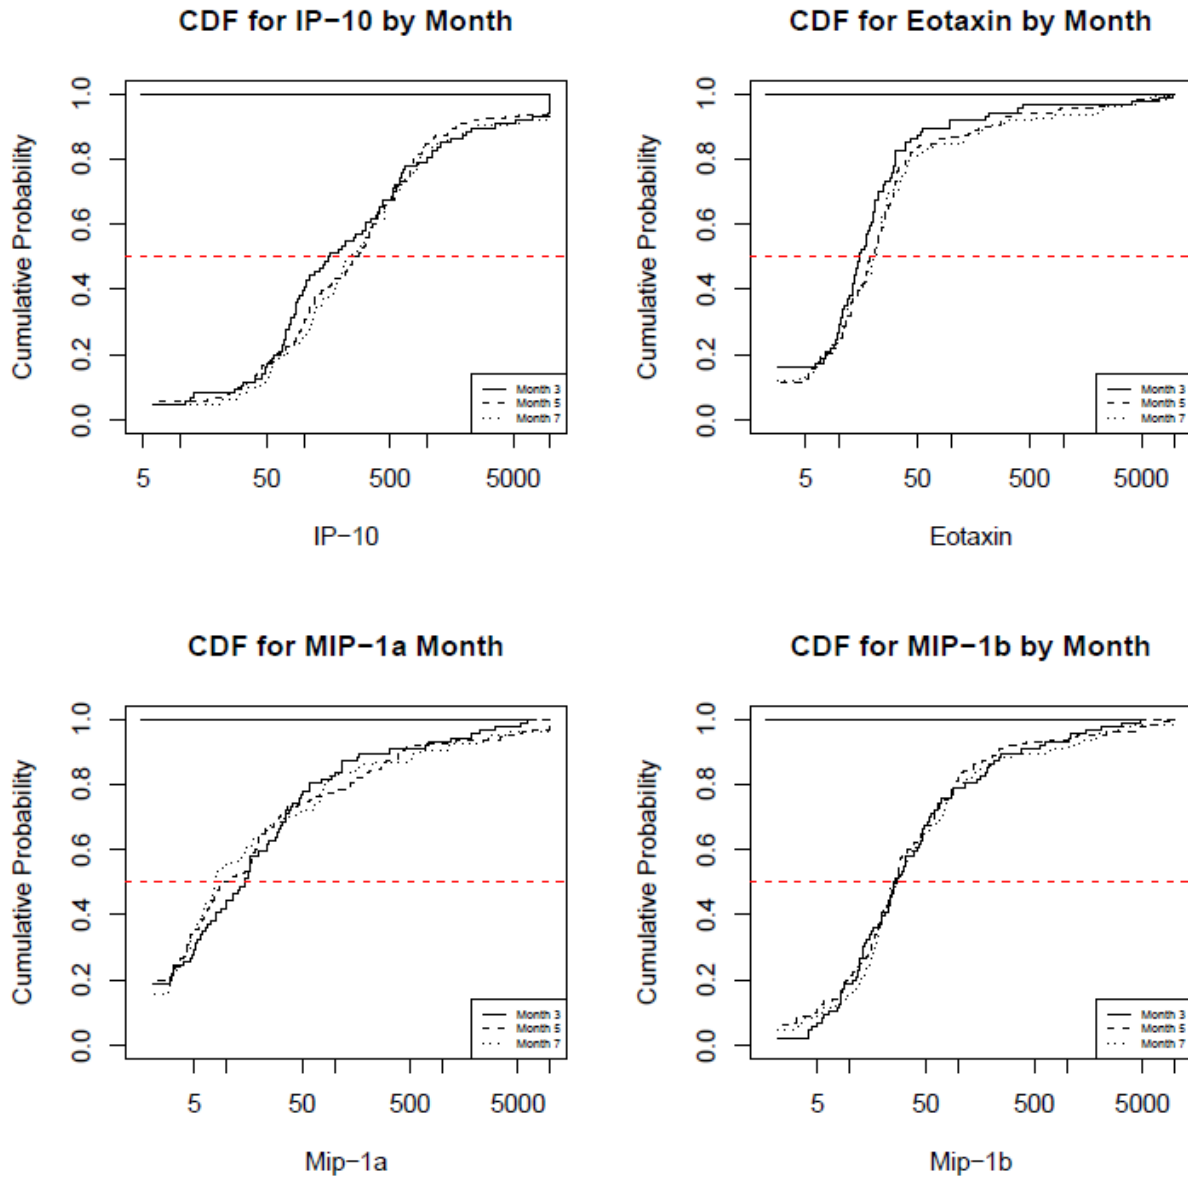 CDF for IP−10 by Month
Cumulative Probability
1.0
0.8
0.6
0.4
0.2
0.0
Month 3
Month 5
Month 7
5 50 500 5000
IP−10
CDF for Eotaxin by Month
Cumulative Probability
1.0
0.8
0.6
0.4
0.2
0.0
Month 3
Month 5
Month 7
5 50 500 5000
Eotaxin
CDF for MIP−1a Month
Cumulative Probability
1.0
0.8
0.6
0.4
0.2
0.0
Month 3
Month 5
Month 7
5 50 500 5000
Mip−1a
CDF for MIP−1b by Month
Cumulative Probability
1.0
0.8
0.6
0.4
0.2
0.0
Month 3
Month 5
Month 7
5 50 500 5000
Mip−1b